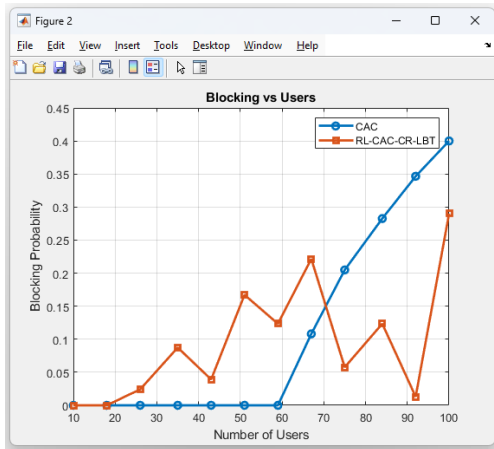 Figure 2
File Edit View Insert Tools Desktop Window Help
Blocking vs Users
CAC
RL-CAC-CR-LBT
Blocking Probability
0.45
0.4
0.35
0.3
0.25
0.2
0.15
0.1
0.05
0
10 20 30 40 50 60 70 80 90 100
Number of Users